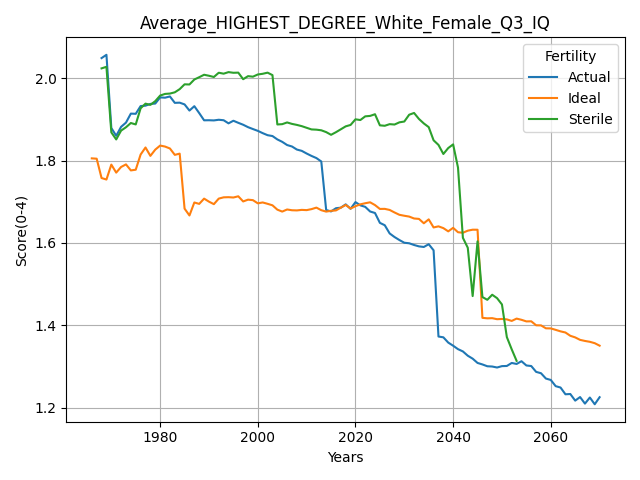 Average_HIGHEST_DEGREE_White_Female_Q3_IQ
Fertility
Actual
Ideal
Sterile
Score(0-4)
2.0
1.8
1.6
1.4
1.2
1980
2000
2020
2040
2060
Years